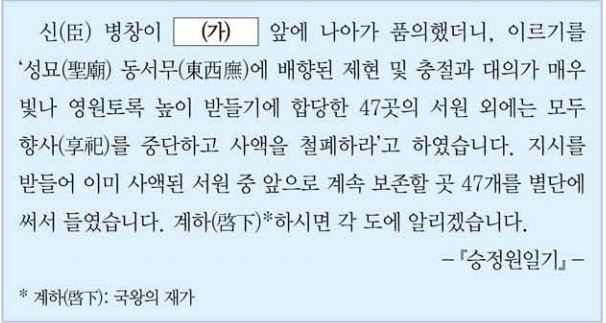 신(臣) 병창이 (가) 앞에 나아가 품의했더니, 이르기를
‘성묘(聖廟) 동서무(東西廡)에 배향된 제현 및 충절과 대의가 매우
빛나 영원토록 높이 받들기에 합당한 47곳의 서원 외에는 모두
향사(享祀)를 중단하고 사액을 철폐하라’고 하였습니다. 지시를
받들어 이미 사액된 서원 중 앞으로 계속 보존할 곳 47개를 별단에
써서 들였습니다. 계하(啓下)*하시면 각 도에 알리겠습니다.
-『승정원일기』-
* 계하(啓下): 국왕의 재가